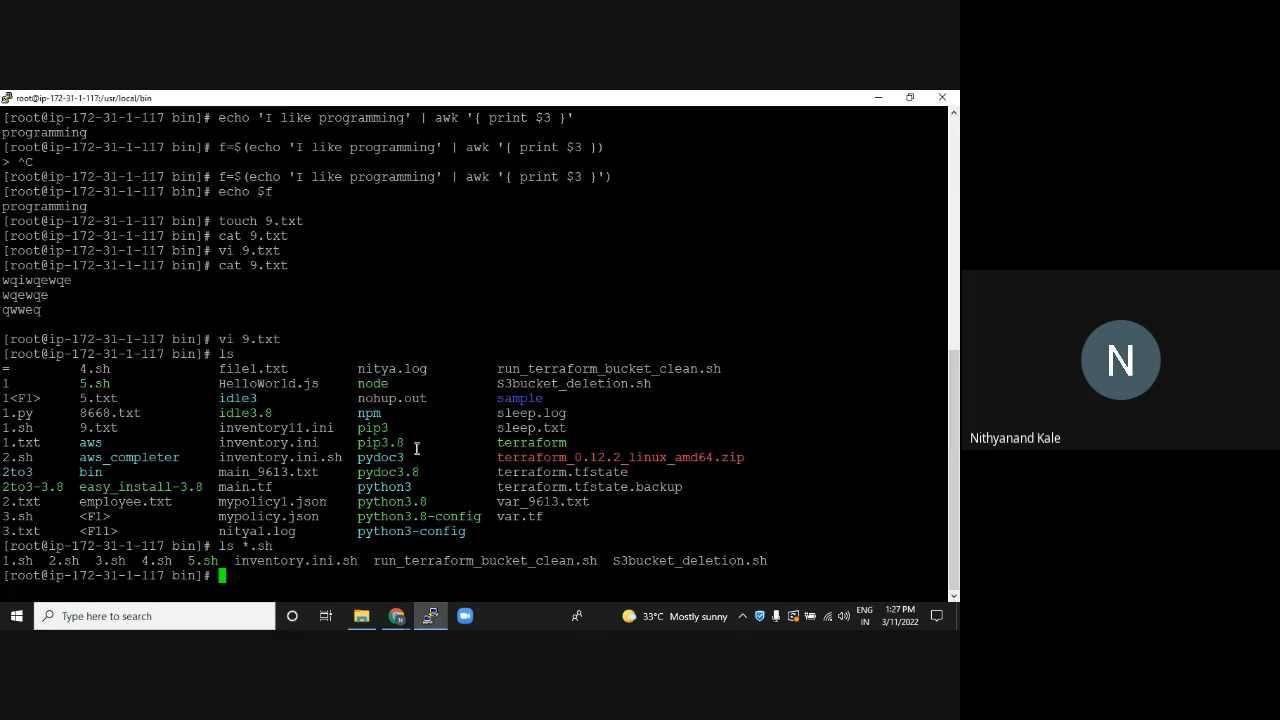 root@ip-172-31-1-117:/usr/local/bin
[root@ip-172-31-1-117 bin]# echo 'I like programming' | awk '{ print $3 }'
programming
[root@ip-172-31-1-117 bin]# f=$(echo 'I like programming' | awk '{ print $3 })
> ^C
[root@ip-172-31-1-117 bin]# f=$(echo 'I like programming' | awk '{ print $3 }')
[root@ip-172-31-1-117 bin]# echo $f
programming
[root@ip-172-31-1-117 bin]# touch 9.txt
[root@ip-172-31-1-117 bin]# cat 9.txt
[root@ip-172-31-1-117 bin]# vi 9.txt
[root@ip-172-31-1-117 bin]# cat 9.txt
wqiwqewqe
wqewqe
qwweq
[root@ip-172-31-1-117 bin]# vi 9.txt
[root@ip-172-31-1-117 bin]# ls
= 4.sh file1.txt nitya.log run_terraform_bucket_clean.sh
1 5.sh HelloWorld.js node S3bucket_deletion.sh
1<F1> 5.txt idle3 nohup.out sample
1.py 8668.txt idle3.8 npm sleep.log
1.sh 9.txt inventory11.ini pip3 sleep.txt
1.txt aws inventory.ini pip3.8 terraform
2.sh aws_completer inventory.ini.sh pydoc3 terraform_0.12.2_linux_amd64.zip
2to3 bin main_9613.txt pydoc3.8 terraform.tfstate
2to3-3.8 easy_install-3.8 main.tf python3 terraform.tfstate.backup
2.txt employee.txt mypolicy1.json python3.8 var_9613.txt
3.sh <F1> mypolicy.json python3.8-config var.tf
3.txt <F11> nitya1.log python3-config
[root@ip-172-31-1-117 bin]# ls *.sh
1.sh 2.sh 3.sh 4.sh 5.sh inventory.ini.sh run_terraform_bucket_clean.sh S3bucket_deletion.sh
[root@ip-172-31-1-117 bin]#
Type here to search
33°C Mostly sunny
ENG
IN
1:27 PM
3/11/2022
N
Nithyanand Kale